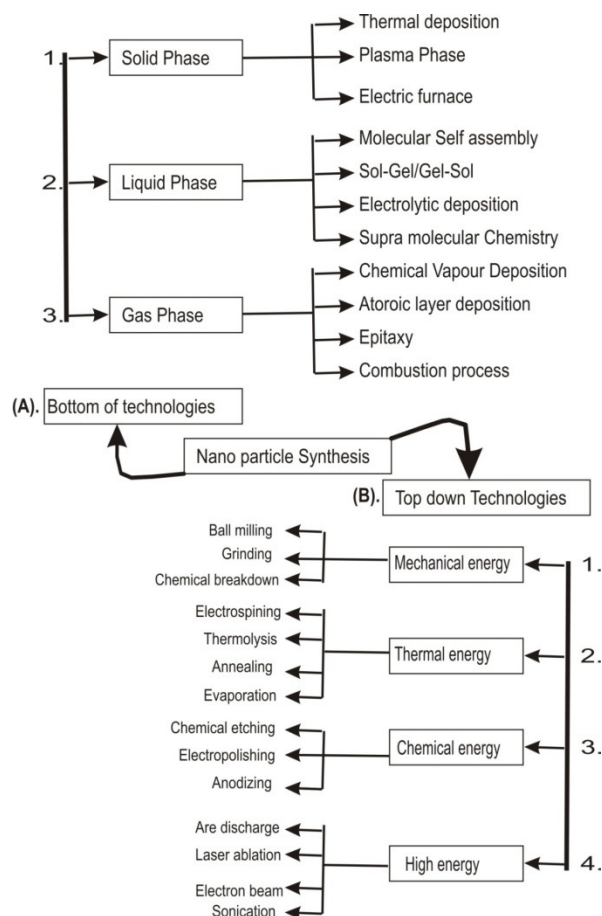 Thermal deposition
1. Solid Phase
Plasma Phase
Electric furnace
Molecular Self assembly
Sol-Gel/Gel-Sol
2. Liquid Phase
Electrolytic deposition
Supra molecular Chemistry
Chemical Vapour Deposition
Atoroic layer deposition
3. Gas Phase
Epitaxy
Combustion process
(A). Bottom of technologies
Nano particle Synthesis
(B). Top down Technologies
Ball milling
Grinding
Chemical breakdown
Mechanical energy 1.
Electrospining
Thermolysis
Annealing
Evaporation
Thermal energy 2.
Chemical etching
Electropolishing
Anodizing
Chemical energy 3.
Are discharge
Laser ablation
Electron beam
Sonication
High energy 4.